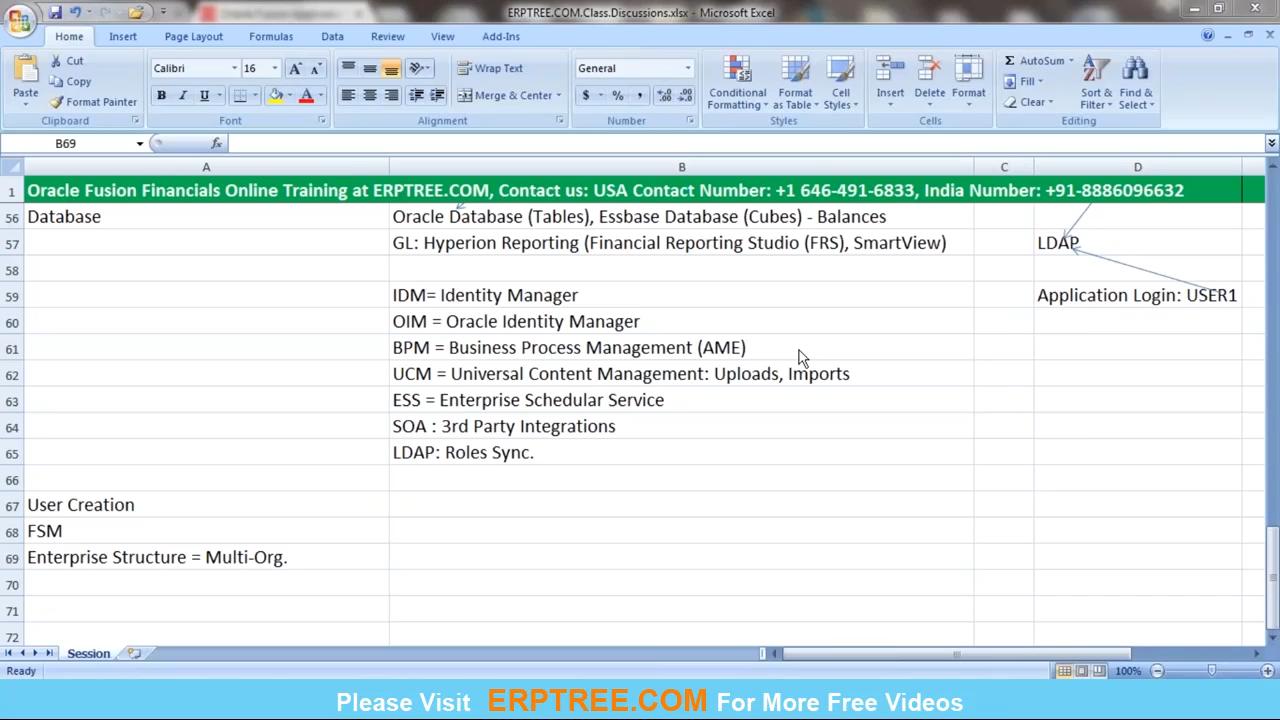 ERPTREE.COM.Class.Discussions.xlsx - Microsoft Excel
Home Insert Page Layout Formulas Data Review View Add-Ins
Paste
Cut
Copy
Format Painter
Clipboard
Calibri 16
B I U
Font
Wrap Text
Merge & Center
Alignment
General
$ % ,
Number
Conditional Formatting
Format as Table
Cell Styles
Styles
Insert
Delete
Format
Cells
AutoSum
Fill
Clear
Sort & Filter
Find & Select
Editing
B69
fx
A B C D
1 Oracle Fusion Financials Online Training at ERPTREE.COM, Contact us: USA Contact Number: +1 646-491-6833, India Number: +91-8886096632
56 Database Oracle Database (Tables), Essbase Database (Cubes) - Balances
57 GL: Hyperion Reporting (Financial Reporting Studio (FRS), SmartView) LDAP
58
59 IDM= Identity Manager Application Login: USER1
60 OIM = Oracle Identity Manager
61 BPM = Business Process Management (AME)
62 UCM = Universal Content Management: Uploads, Imports
63 ESS = Enterprise Schedular Service
64 SOA : 3rd Party Integrations
65 LDAP: Roles Sync.
66
67 User Creation
68 FSM
69 Enterprise Structure = Multi-Org.
70
71
72
Session
Ready
100%
Please Visit ERPTREE.COM For More Free Videos